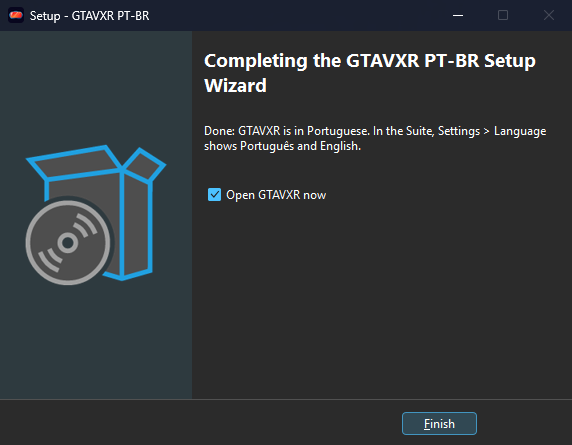 Setup - GTAVXR PT-BR
Completing the GTAVXR PT-BR Setup
Wizard
Done: GTAVXR is in Portuguese. In the Suite, Settings > Language
shows Português and English.
Open GTAVXR now
Finish